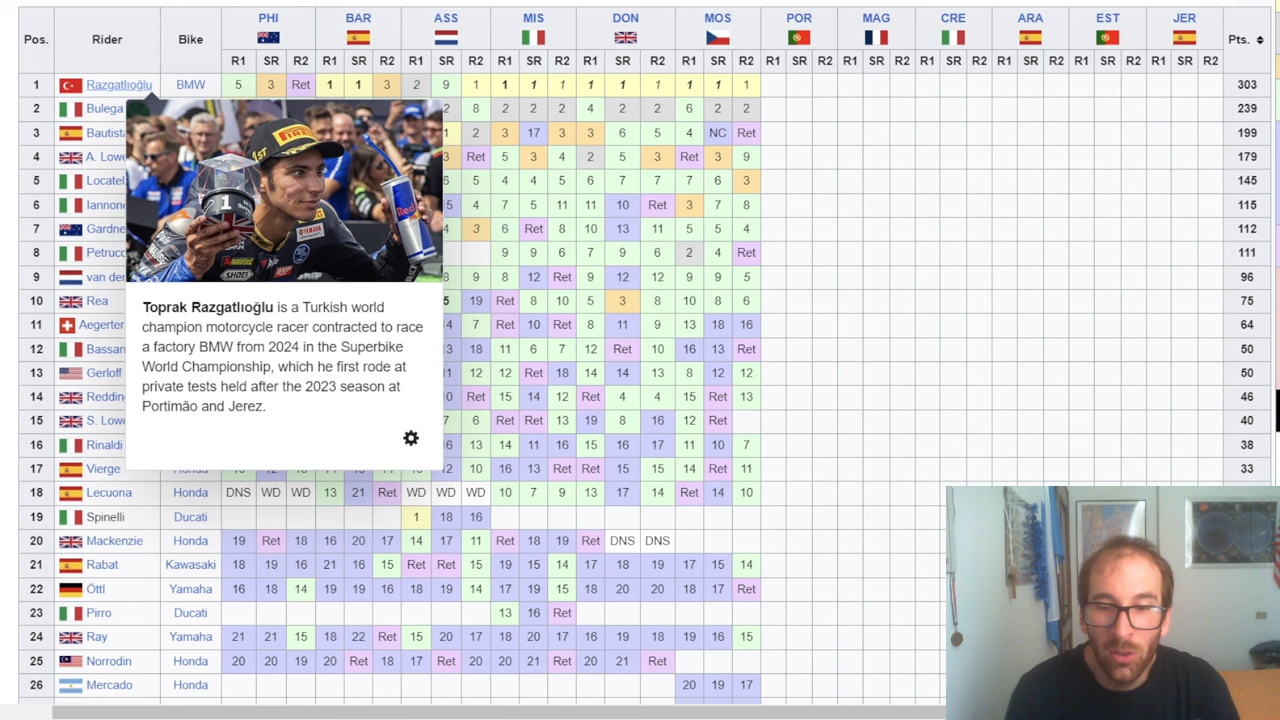 PHI BAR ASS MIS DON MOS POR MAG CRE ARA EST JER
Pos. Rider Bike Pts.
R1 SR R2 R1 SR R2 R1 SR R2 R1 SR R2 R1 SR R2 R1 SR R2 R1 SR R2 R1 SR R2 R1 SR R2 R1 SR R2 R1 SR R2 R1 SR R2
1 Razgatlıoğlu BMW 5 3 Ret 1 1 3 2 9 1 1 1 1 1 1 1 1 1 1 303
2 Bulega 2 8 2 2 2 4 2 2 6 2 2 239
3 Bautista 1 2 3 17 3 3 6 5 4 NC Ret 199
4 A. Lowe 3 Ret 5 3 4 2 5 3 Ret 3 9 179
5 Locatel 6 5 4 4 5 6 7 7 7 6 3 145
6 Iannone 5 4 7 5 11 11 10 Ret 3 7 8 115
7 Gardne 4 3 6 Ret 8 10 13 11 5 5 4 112
8 Petruc 9 9 6 7 9 6 2 4 Ret 111
9 van der 8 9 8 12 Ret 9 12 12 9 9 5 96
10 Rea 5 19 Ret 8 10 5 3 8 10 8 6 75
11 Aegerter 14 7 Ret 10 Ret 8 11 9 13 18 16 64
12 Bassan 13 18 11 6 7 12 Ret 10 16 13 Ret 50
13 Gerloff 11 12 12 Ret 18 14 14 13 8 12 12 50
14 Reddin 10 Ret 15 14 12 Ret 4 4 15 Ret 13 46
15 S. Lowe 7 6 Ret Ret 13 19 8 16 12 Ret 40
16 Rinaldi 16 13 14 11 16 15 16 17 11 10 7 38
17 Vierge Honda 12 10 16 13 Ret Ret 15 15 14 Ret 11 33
18 Lecuona Honda DNS WD WD 13 21 Ret WD WD WD 10 7 9 13 17 14 Ret 14 10
19 Spinelli Ducati 1 18 16
20 Mackenzie Honda 19 Ret 18 16 20 17 14 17 11 Ret 18 19 Ret DNS DNS
21 Rabat Kawasaki 18 19 16 21 16 15 Ret Ret 15 19 15 14 17 18 19 17 15 14
22 Öttl Yamaha 16 18 14 19 19 16 18 19 14 17 19 15 18 20 20 18 17 Ret
23 Pirro Ducati 13 16 Ret
24 Ray Yamaha 21 21 15 18 22 Ret 15 20 17 18 20 17 16 19 18 19 16 15
25 Norrodin Honda 20 20 19 20 Ret 18 17 Ret 20 20 21 Ret 20 21 Ret
26 Mercado Honda 20 19 17
1ST PIRELLI
1
YAMAHA
SHOEI
Red
Toprak Razgatlıoğlu is a Turkish world
champion motorcycle racer contracted to race
a factory BMW from 2024 in the Superbike
World Championship, which he first rode at
private tests held after the 2023 season at
Portimão and Jerez.